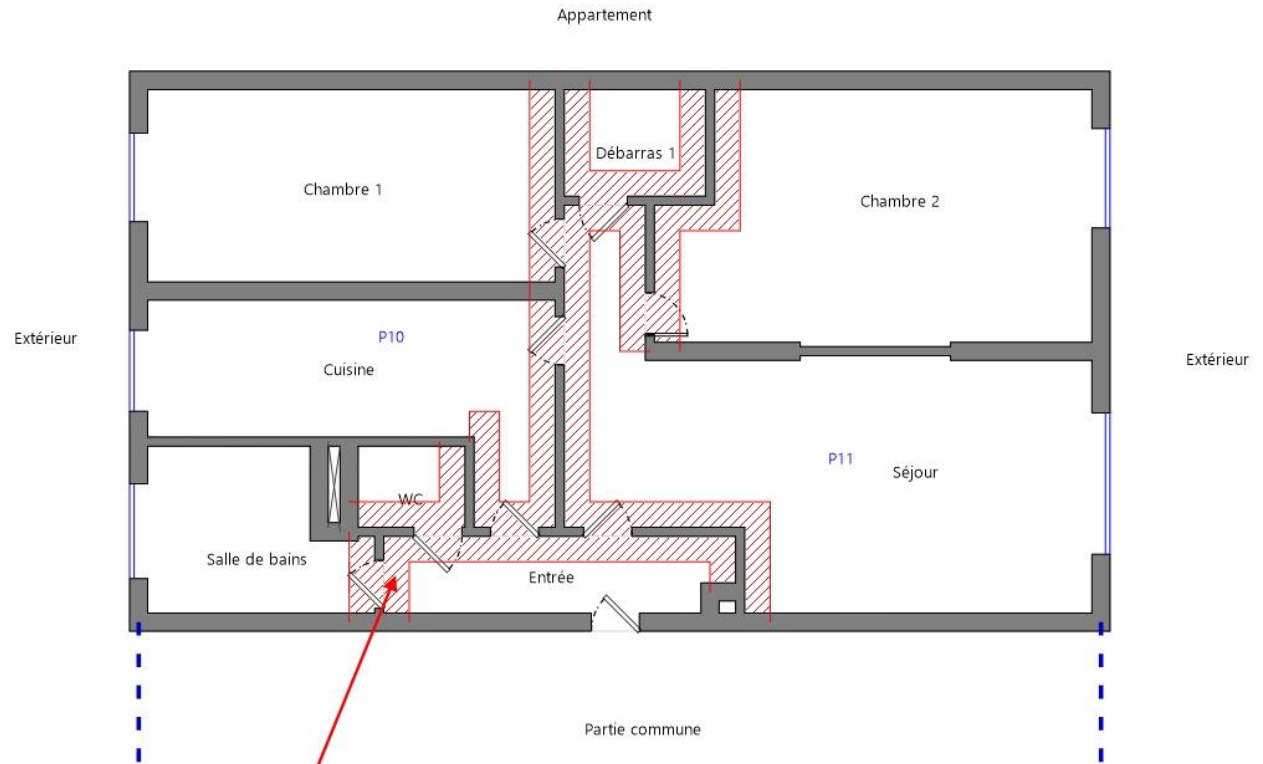 Appartement
Débarras 1
Chambre 1
Chambre 2
Extérieur
P10
Extérieur
Cuisine
P11
Séjour
WC
Salle de bains
Entrée
Partie commune